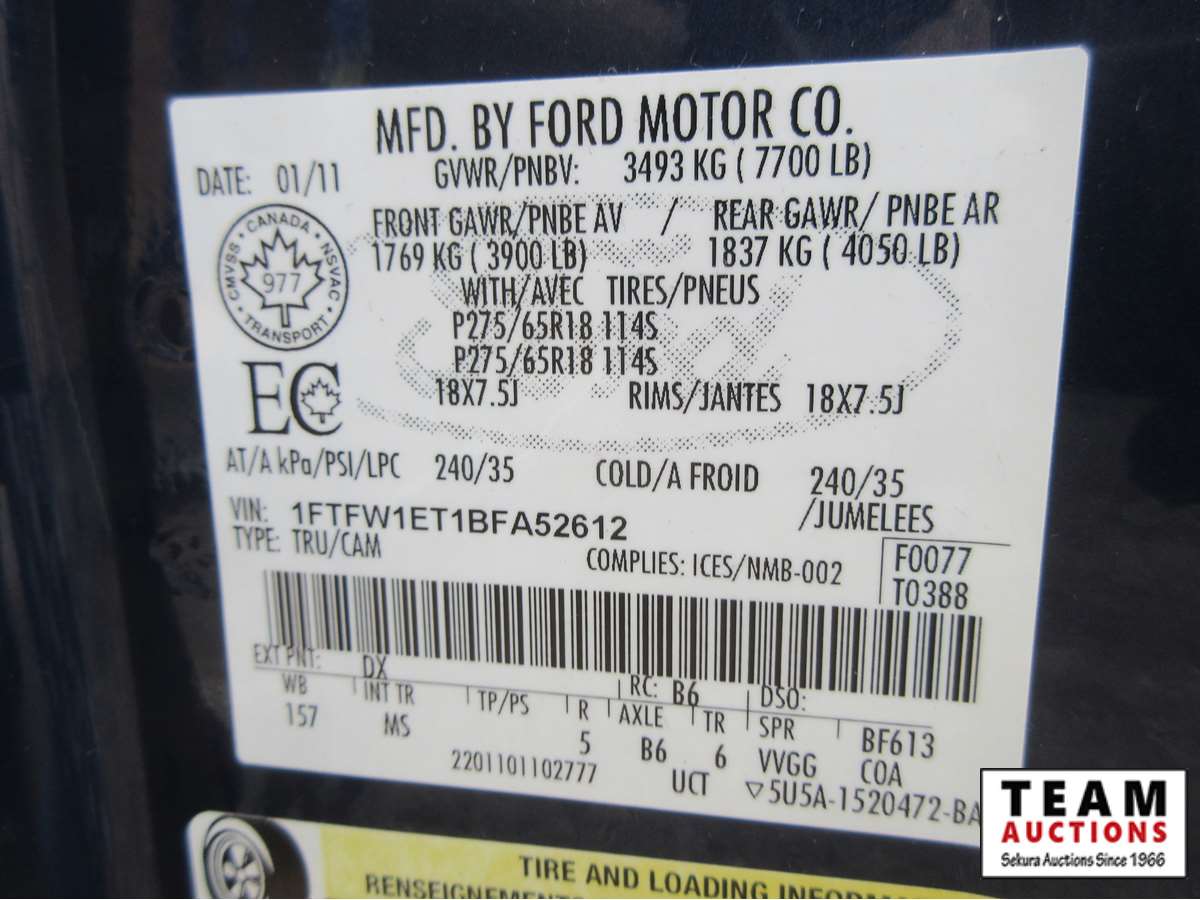 MFD. BY FORD MOTOR CO.
DATE: 01/11
GVWR/PNBV: 3493 KG ( 7700 LB)
FRONT GAWR/PNBE AV / REAR GAWR/ PNBE AR
1769 KG ( 3900 LB) 1837 KG ( 4050 LB)
WITH/AVEC TIRES/PNEUS
P275/65R18 114S
P275/65R18 114S
18X7.5J RIMS/JANTES 18X7.5J
CANADA
CMVSS NSVAC
977
TRANSPORT
EC
AT/A kPa/PSI/LPC 240/35 COLD/A FROID 240/35
/JUMELEES
VIN: 1FTFW1ET1BFA52612
TYPE: TRU/CAM
COMPLIES: ICES/NMB-002
F0077
T0388
EXT PNT: DX RC: B6 DSO:
WB INT TR TP/PS R AXLE TR SPR BF613
157 MS 5 B6 6 VVGG COA
2201101102777 UCT ▽5U5A-1520472-BA
TIRE AND LOADING INFORMA
RENSEIGNEMENTS
TEAM
AUCTIONS
Sekura Auctions Since 1966